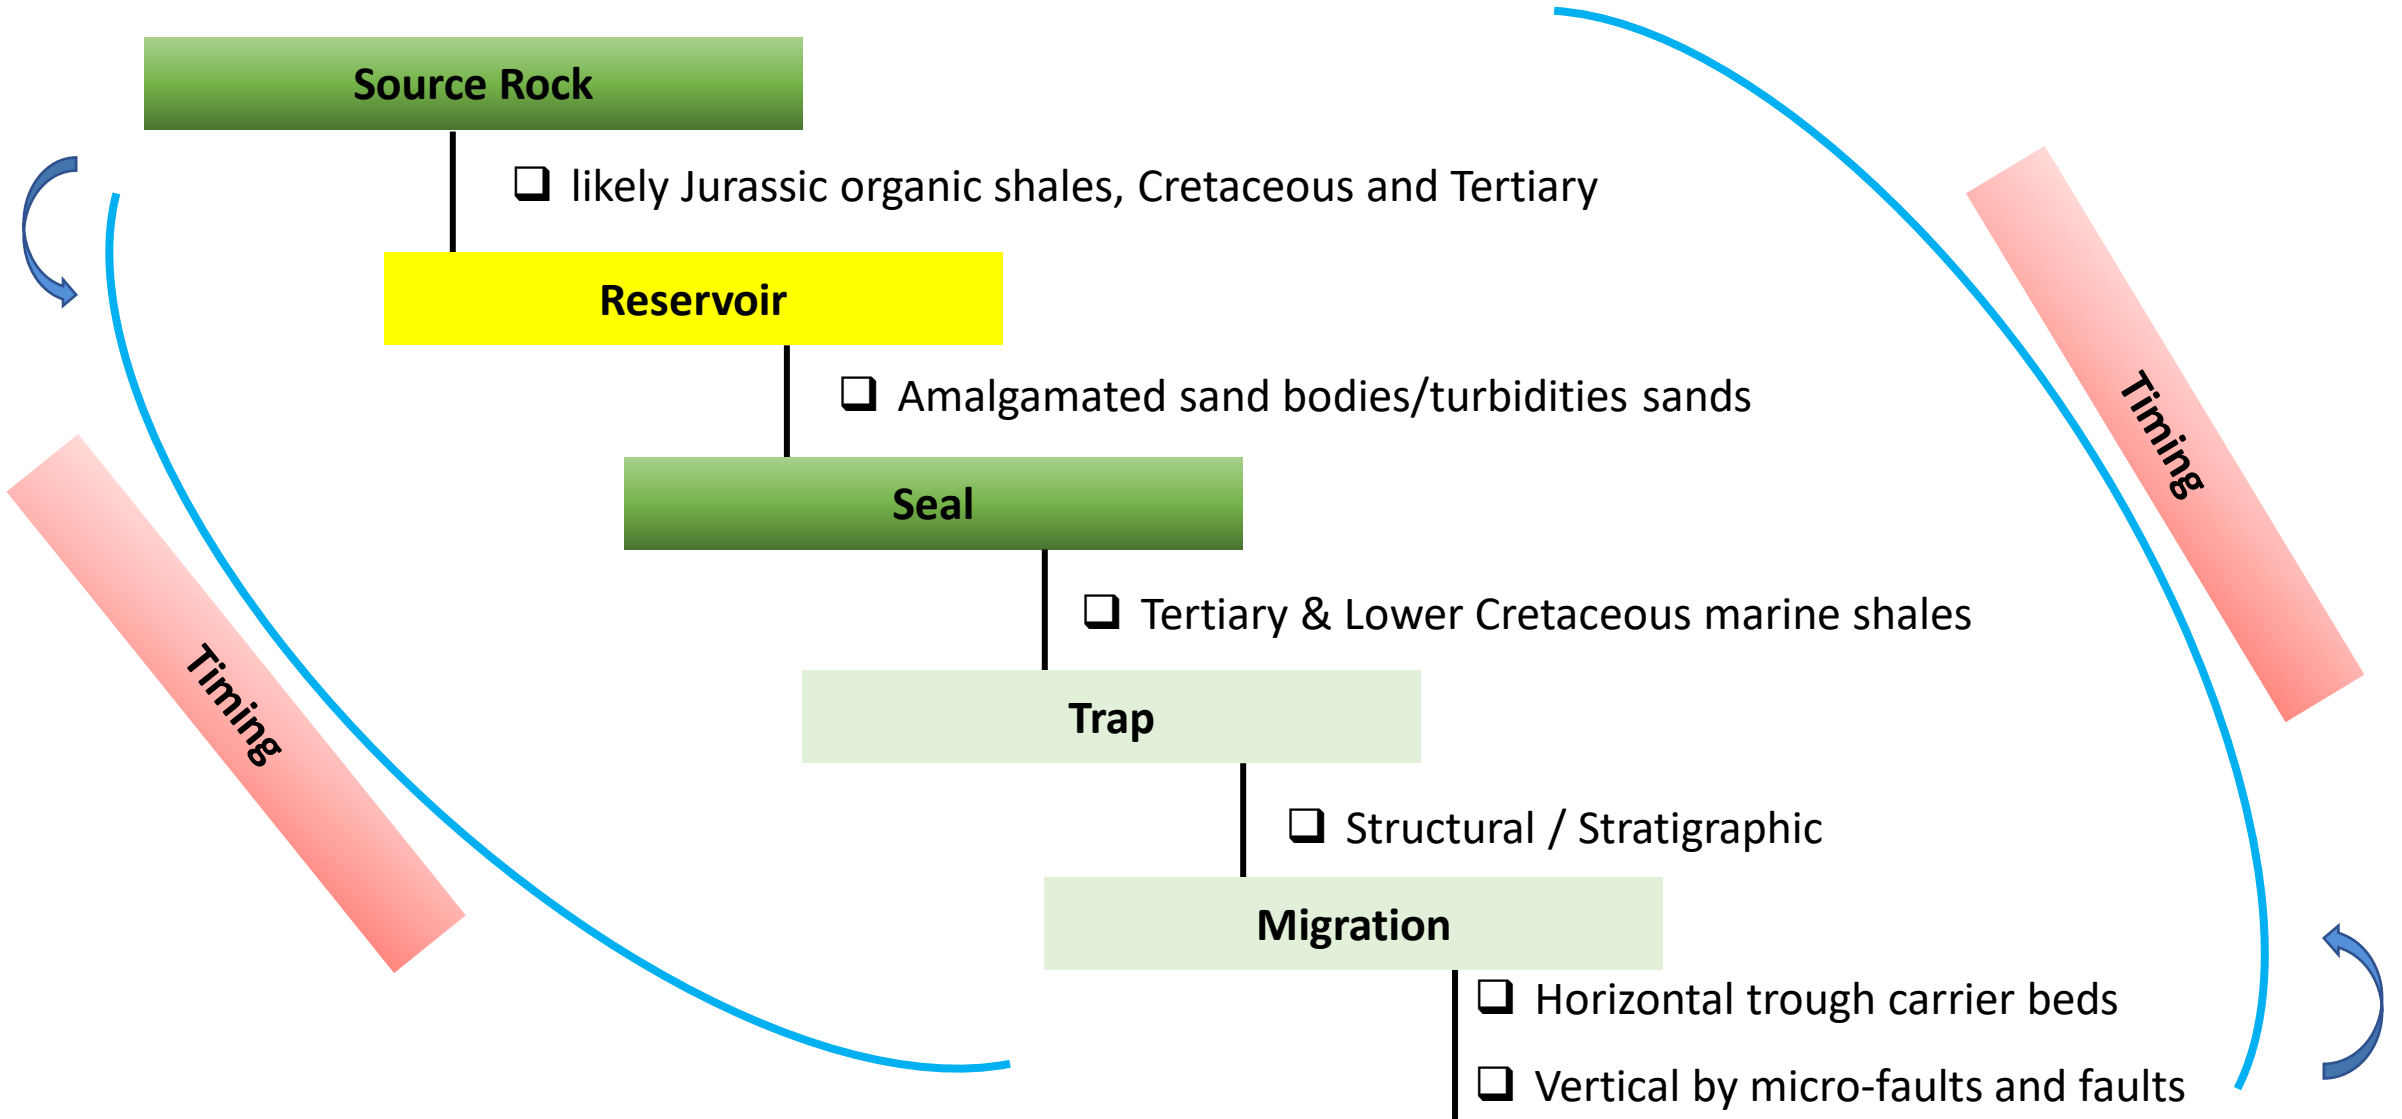 Source Rock
likely Jurassic organic shales, Cretaceous and Tertiary
Reservoir
Amalgamated sand bodies/turbidities sands
Seal
Tertiary & Lower Cretaceous marine shales
Trap
Structural / Stratigraphic
Migration
Horizontal trough carrier beds
Vertical by micro-faults and faults
Timing
Timing